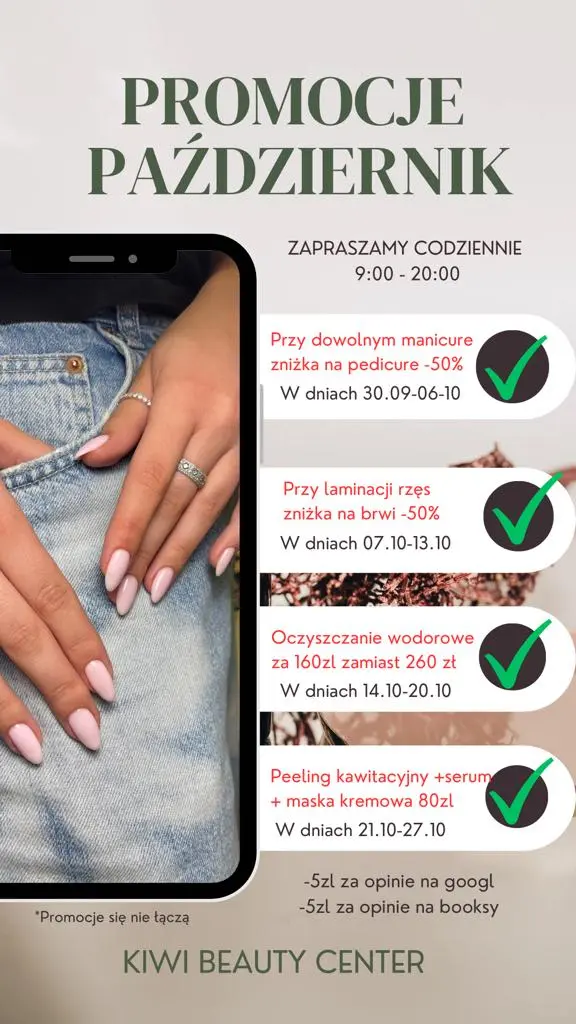 PROMOCJE
PAŹDZIERNIK
ZAPRASZAMY CODZIENNIE
9:00 - 20:00
Przy dowolnym manicure
zniżka na pedicure -50%
W dniach 30.09-06-10
Przy laminacji rzęs
zniżka na brwi -50%
W dniach 07.10-13.10
Oczyszczanie wodorowe
za 160zl zamiast 260 zł
W dniach 14.10-20.10
Peeling kawitacyjny +serum
+ maska kremowa 80zl
W dniach 21.10-27.10
-5zl za opinie na googl
-5zl za opinie na booksy
*Promocje się nie łączą
KIWI BEAUTY CENTER